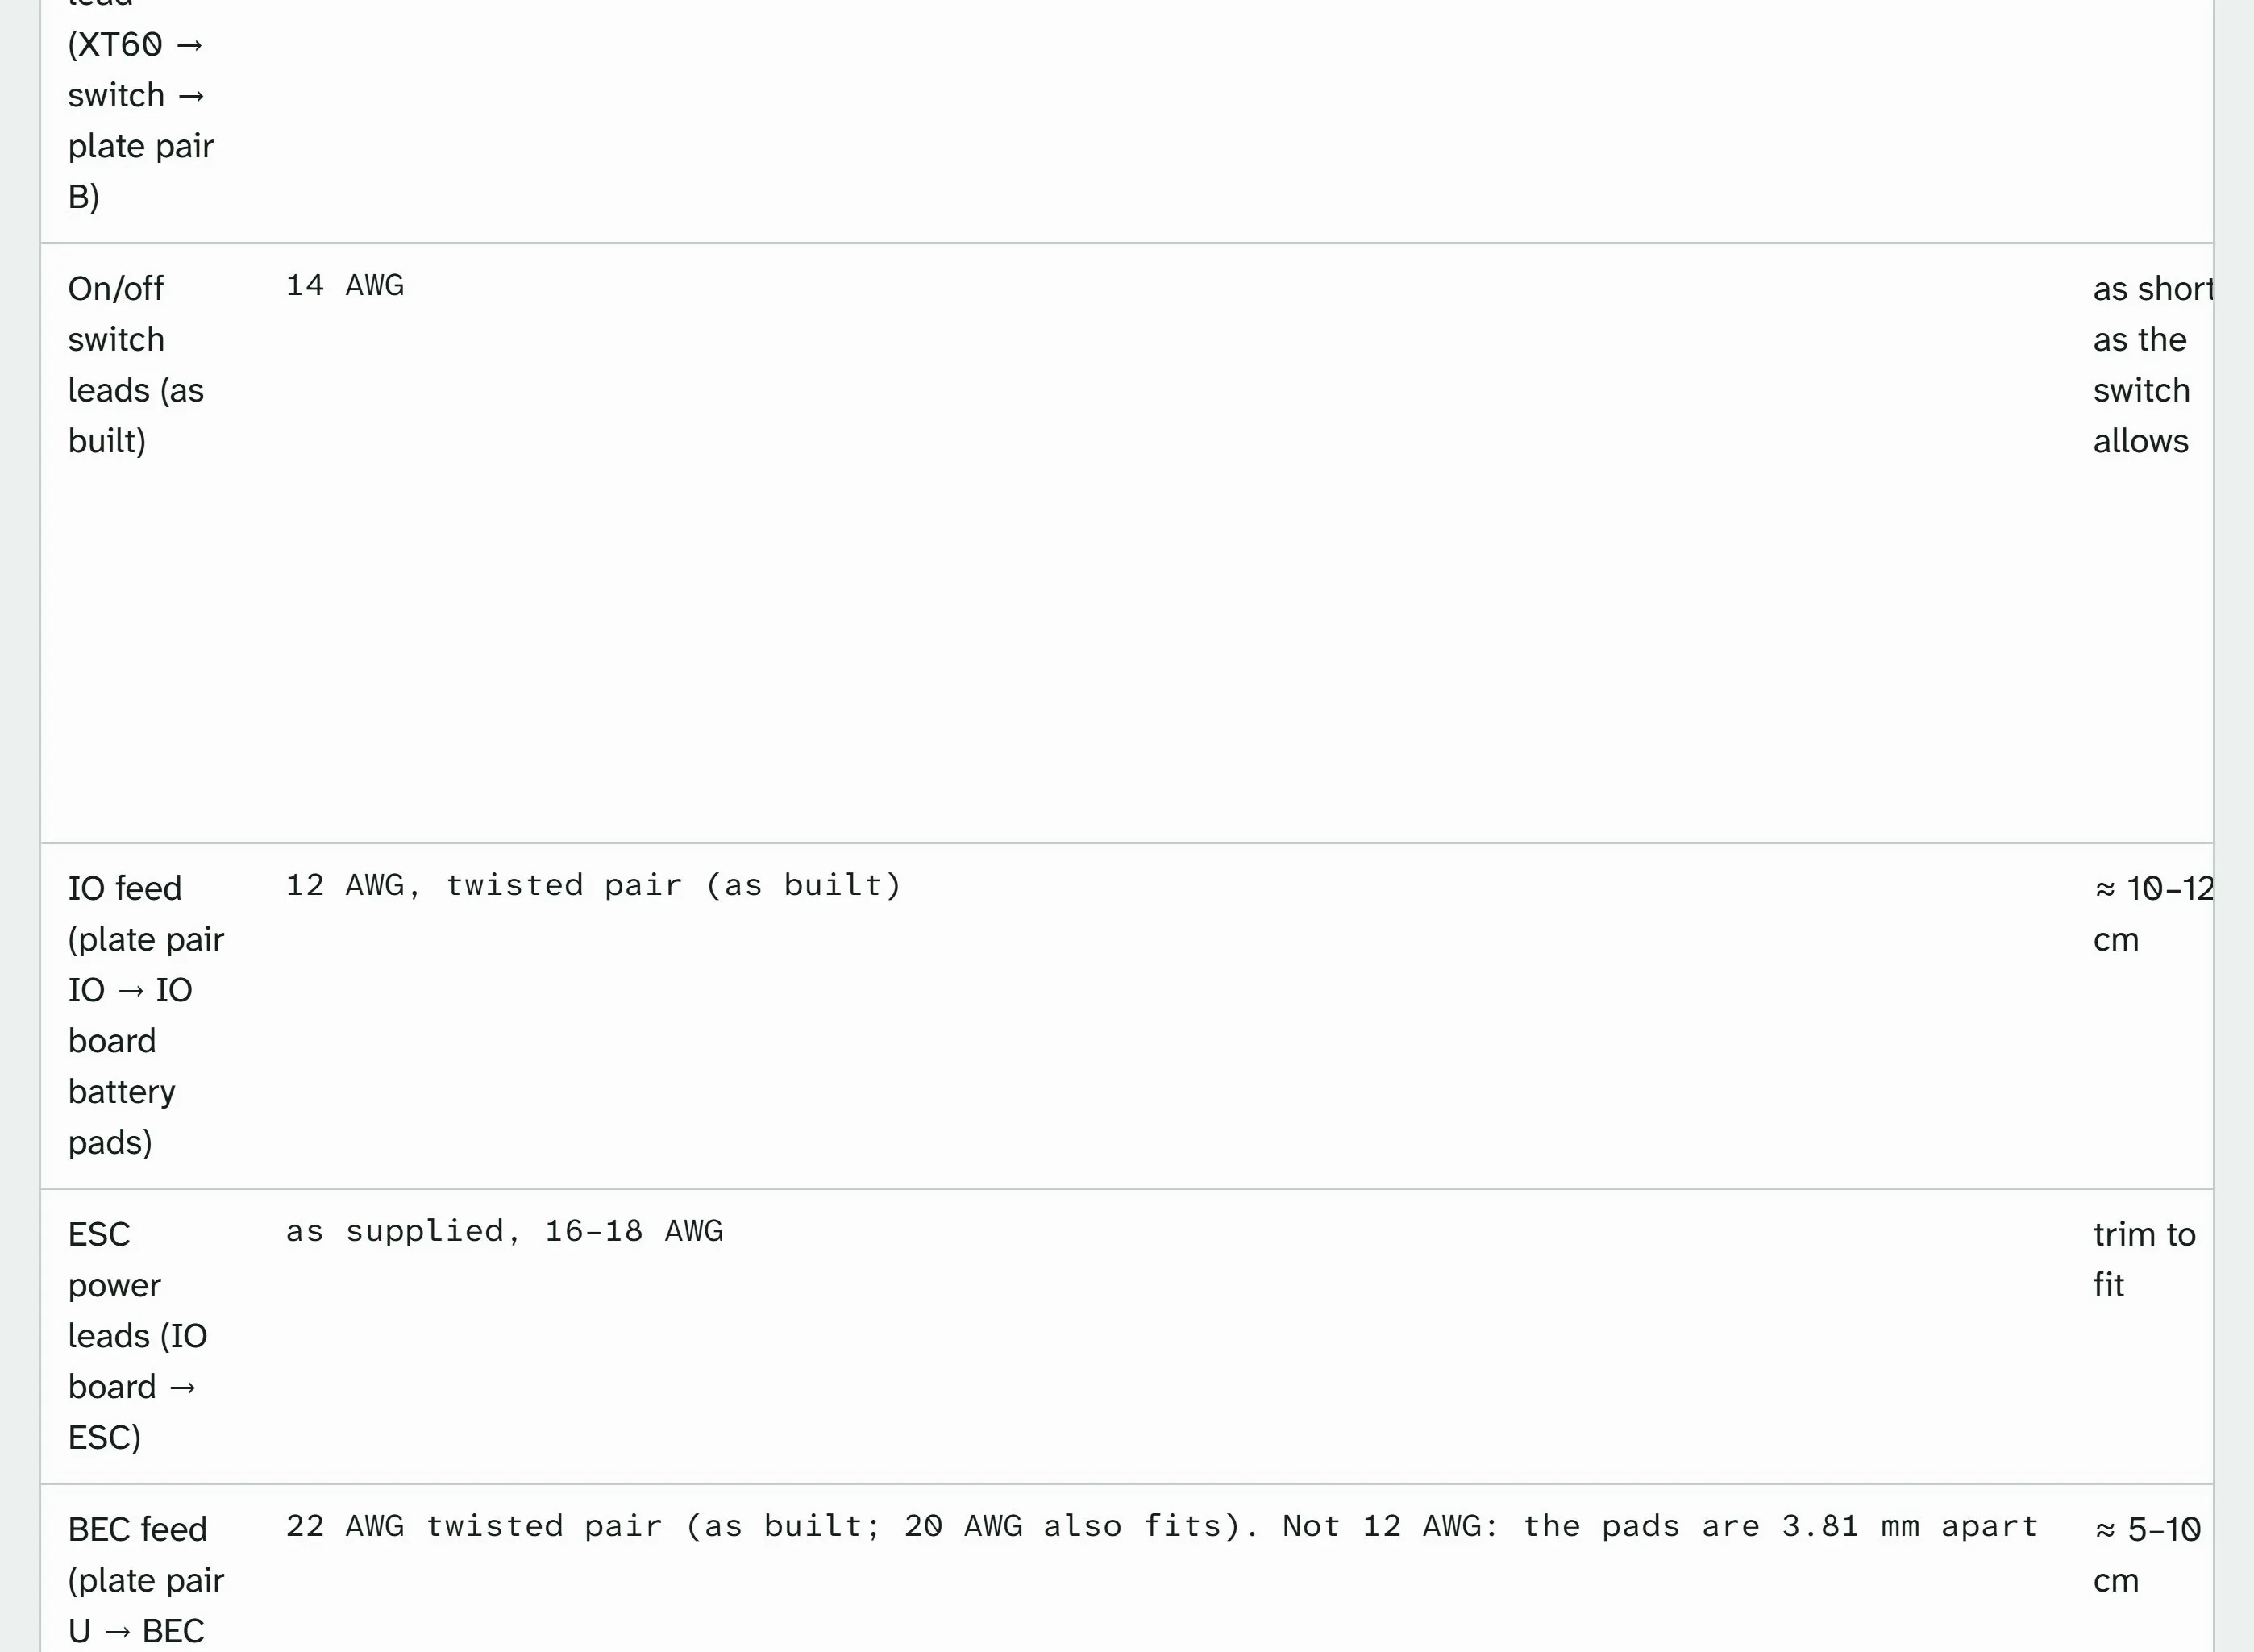 lead
(XT60 →
switch →
plate pair
B)
On/off
switch
leads (as
built)
14 AWG
as short
as the
switch
allows
IO feed
(plate pair
IO → IO
board
battery
pads)
12 AWG, twisted pair (as built)
≈ 10–12
cm
ESC
power
leads (IO
board →
ESC)
as supplied, 16–18 AWG
trim to
fit
BEC feed
(plate pair
U → BEC
22 AWG twisted pair (as built; 20 AWG also fits). Not 12 AWG: the pads are 3.81 mm apart
≈ 5–10
cm